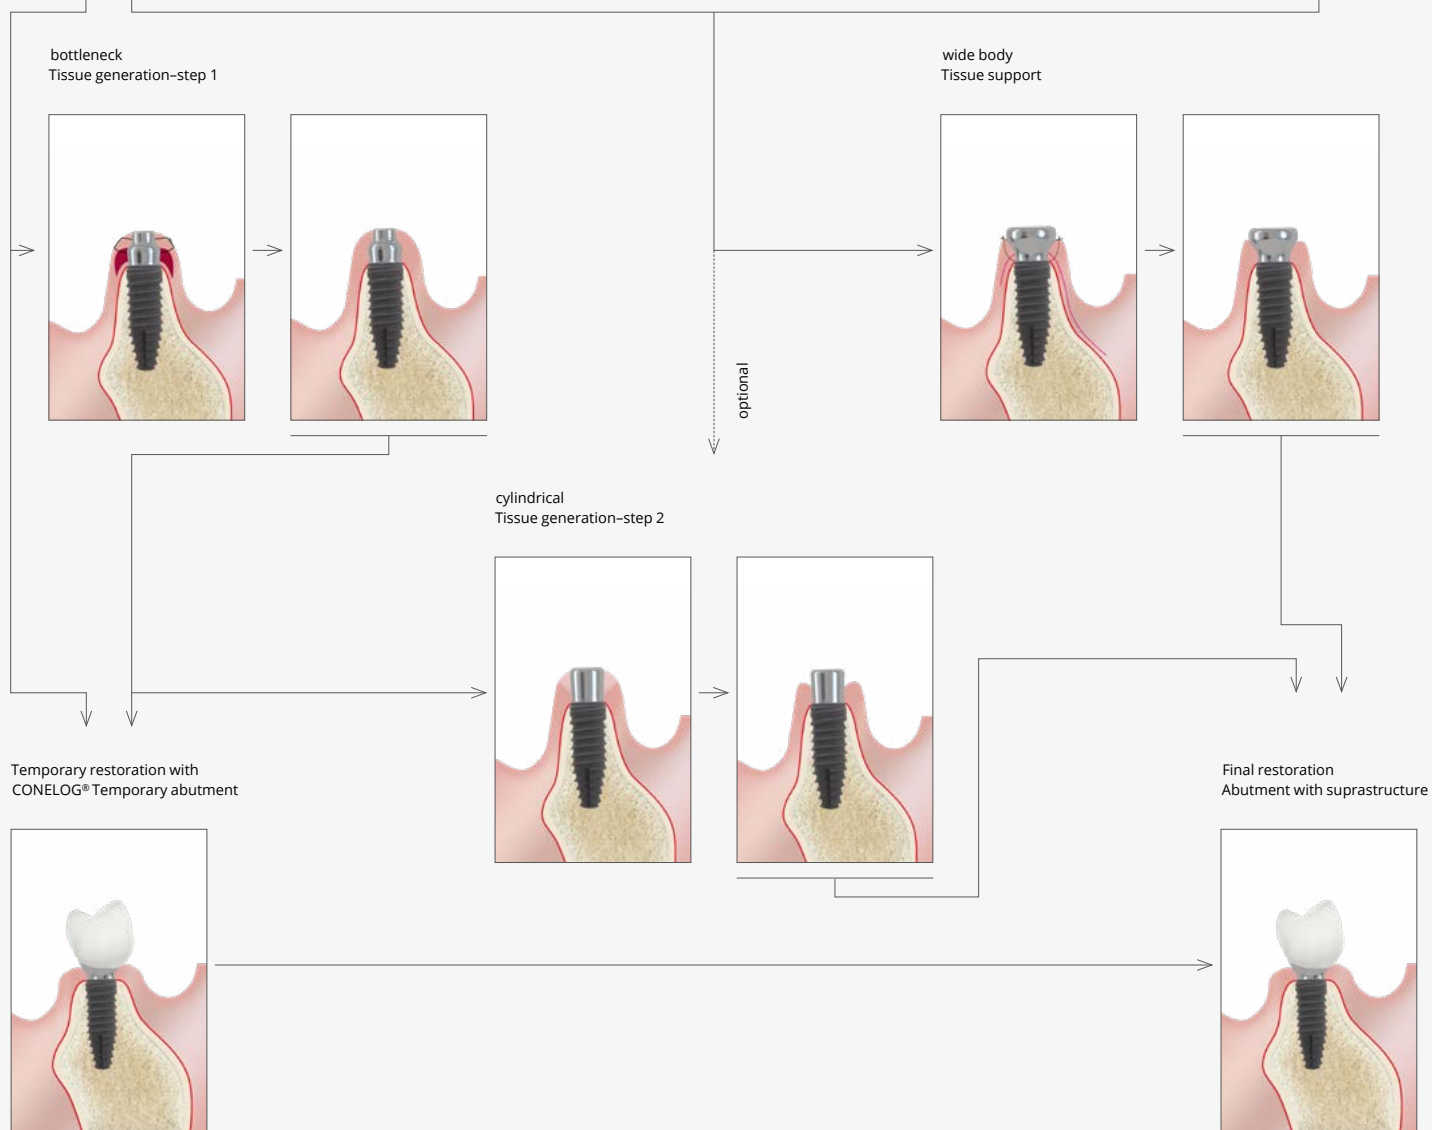 bottleneck
Tissue generation–step 1
wide body
Tissue support
optional
cylindrical
Tissue generation–step 2
Temporary restoration with
CONELOG® Temporary abutment
Final restoration
Abutment with suprastructure